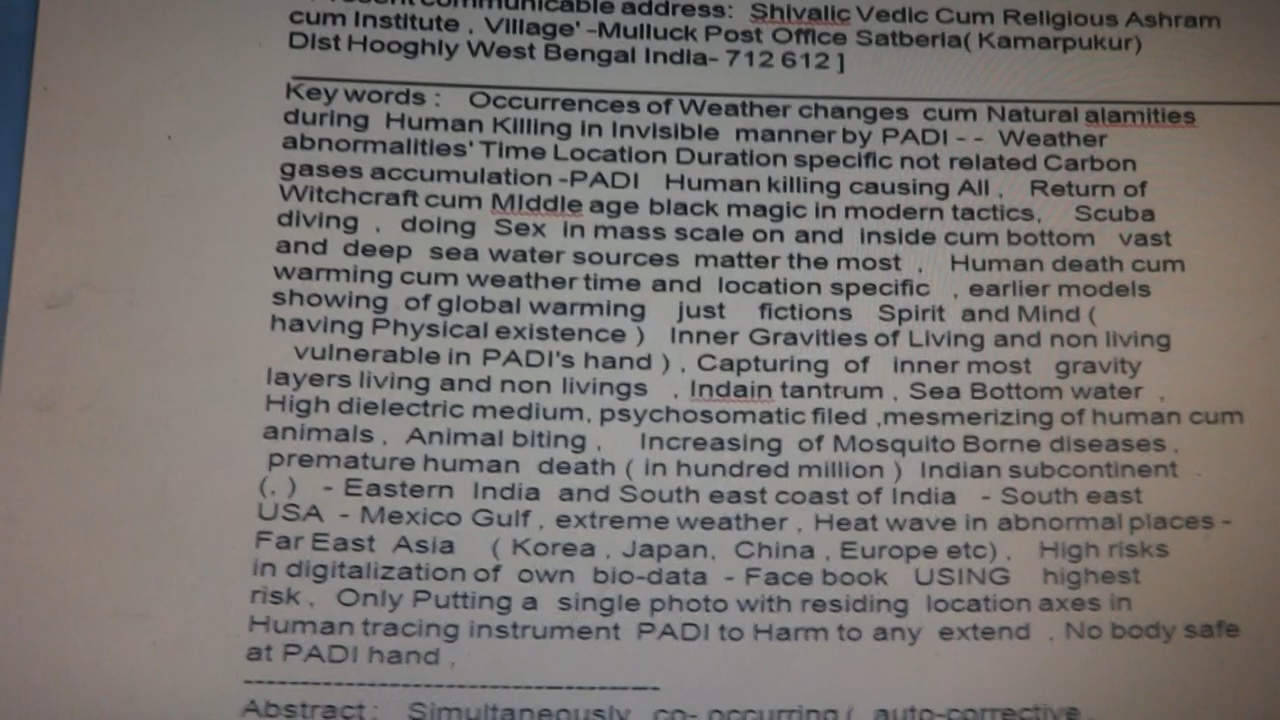 communicable address: Shivalic Vedic Cum Religious Ashram
cum Institute , Village' -Mulluck Post Office Satberia( Kamarpukur)
Dist Hooghly West Bengal India- 712 612 ]
Key words : Occurrences of Weather changes cum Natural alamities
during Human Killing in Invisible manner by PADI - - Weather
abnormalities' Time Location Duration specific not related Carbon
gases accumulation -PADI Human killing causing All , Return of
Witchcraft cum MIddle age black magic in modern tactics, Scuba
diving , doing Sex in mass scale on and inside cum bottom vast
and deep sea water sources matter the most , Human death cum
warming cum weather time and location specific , earlier models
showing of global warming just fictions Spirit and Mind (
having Physical existence ) Inner Gravities of Living and non living
vulnerable in PADI's hand ) , Capturing of inner most gravity
layers living and non livings , Indain tantrum , Sea Bottom water ,
High dielectric medium, psychosomatic filed ,mesmerizing of human cum
animals , Animal biting , Increasing of Mosquito Borne diseases ,
premature human death ( in hundred million ) Indian subcontinent
(. ) - Eastern India and South east coast of India - South east
USA - Mexico Gulf , extreme weather , Heat wave in abnormal places -
Far East Asia ( Korea , Japan, China , Europe etc) , High risks
in digitalization of own bio-data - Face book USING highest
risk , Only Putting a single photo with residing location axes in
Human tracing instrument PADI to Harm to any extend , No body safe
at PADI hand ,
------------------------------------------
Abstract : Simultaneously co- occurring ( auto-corrective